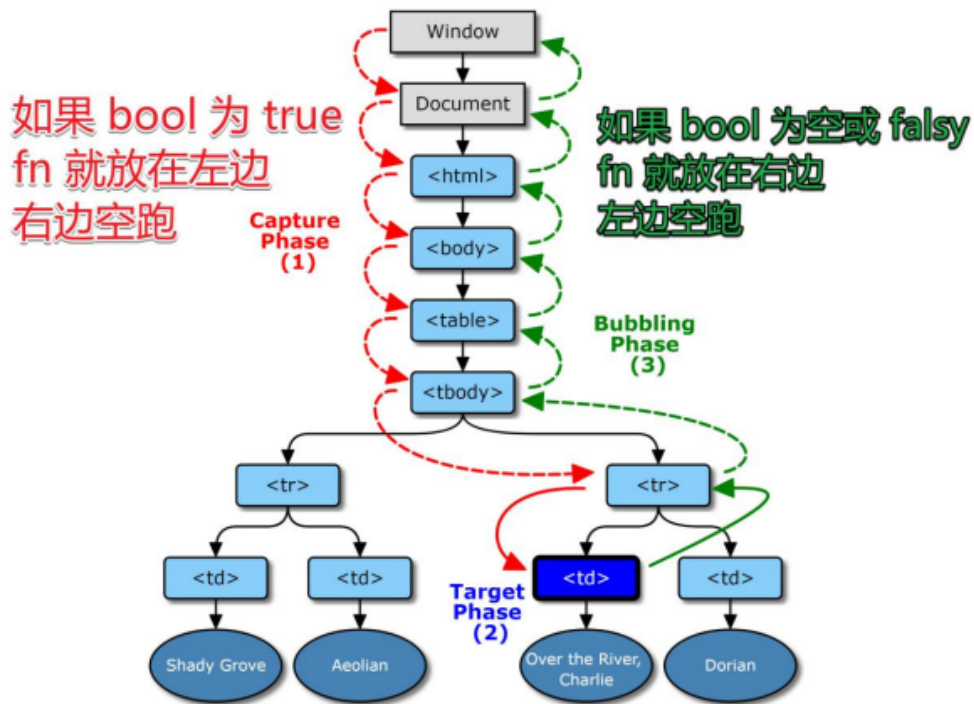 Window
Document
如果 bool 为 true
fn 就放在左边
右边空跑
如果 bool 为空或 falsy
fn 就放在右边
左边空跑
<html>
Capture
Phase
(1)
<body>
<table>
Bubbling
Phase
(3)
<tbody>
<tr>
<tr>
<td>
<td>
<td>
<td>
Target
Phase
(2)
Shady Grove
Aeolian
Over the River,
Charlie
Dorian